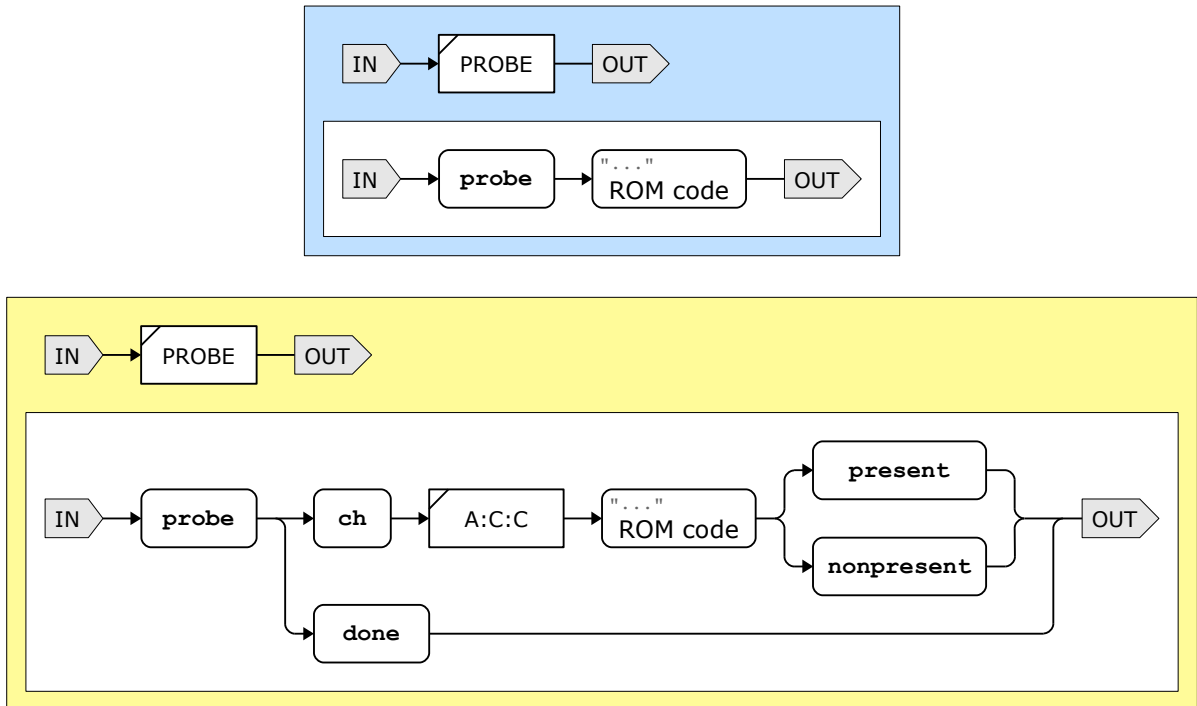 IN PROBE OUT
IN probe "..." ROM code OUT
IN PROBE OUT
present
IN probe ch A:C:C "..." ROM code OUT
nonpresent
done